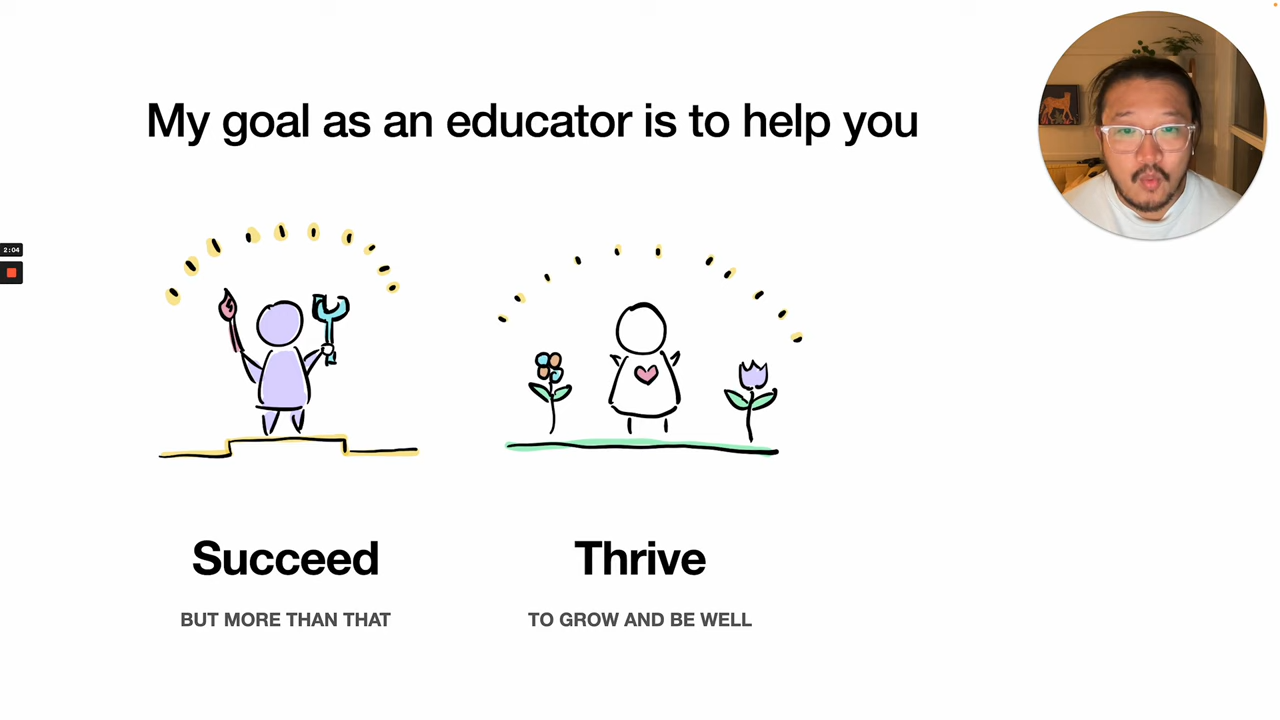 My goal as an educator is to help you
2:04
Succeed
Thrive
BUT MORE THAN THAT
TO GROW AND BE WELL